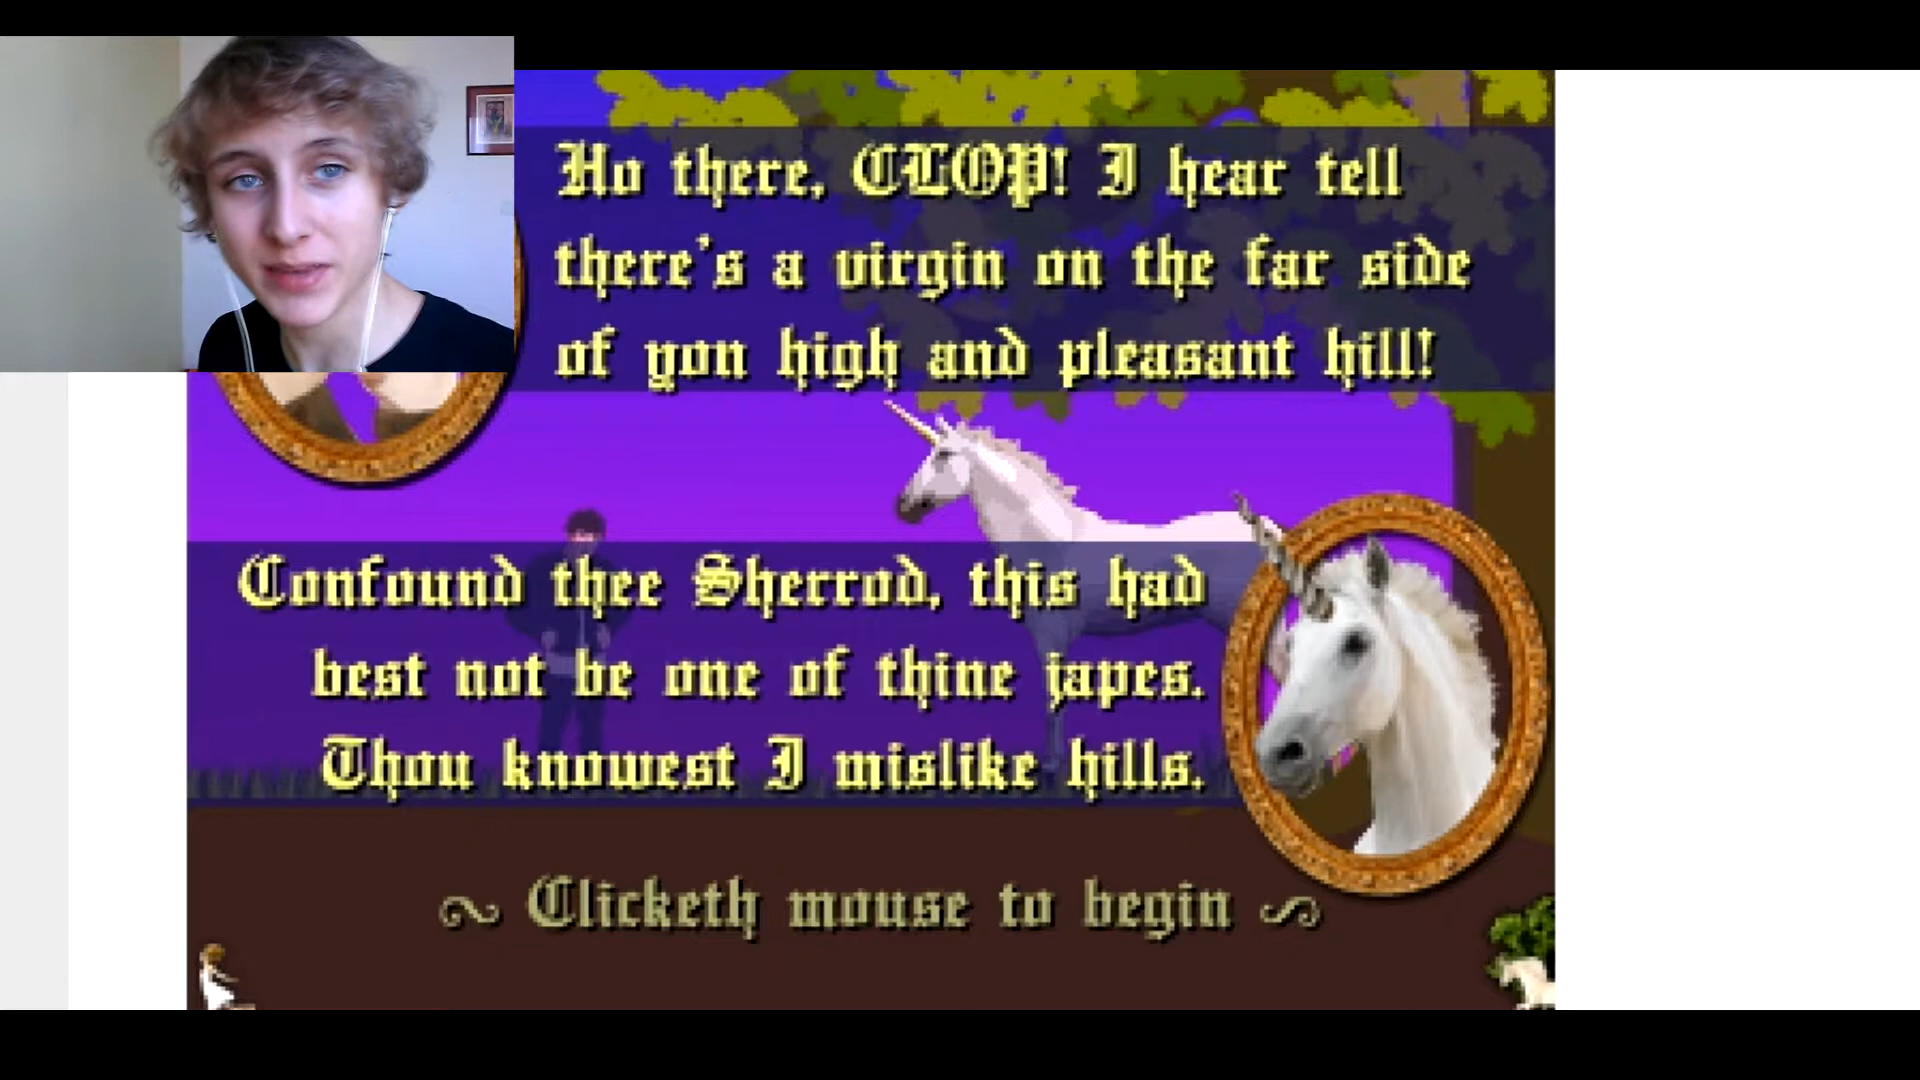 Ho there, CLOP! I hear tell
there's a virgin on the far side
of yon high and pleasant hill!
Confound thee Sherrod, this had
best not be one of thine japes.
Thou knowest I mislike hills.
~ Clicketh mouse to begin ~